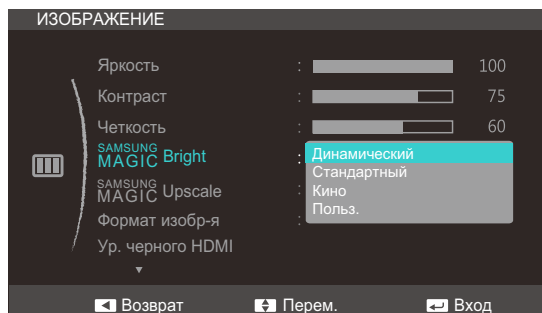 ИЗОБРАЖЕНИЕ
Яркость : 100
Контраст : 75
Четкость : 60
SAMSUNG MAGIC Bright : Динамический
Стандартный
SAMSUNG MAGIC Upscale : Кино
Польз.
Формат изобр-я :
Ур. черного HDMI
Возврат Перем. Вход